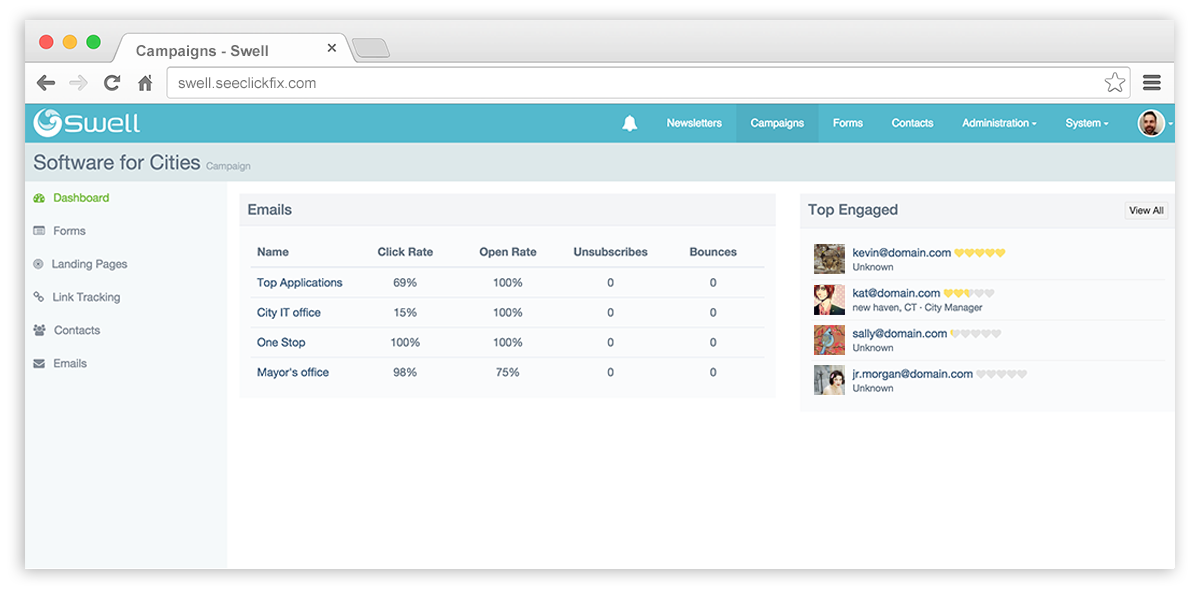 Campaigns - Swell
swell.seeclickfix.com
swell Newsletters Campaigns Forms Contacts Administration System
Software for Cities Campaign
Dashboard
Forms
Landing Pages
Link Tracking
Contacts
Emails
Emails
Name Click Rate Open Rate Unsubscribes Bounces
Top Applications 69% 100% 0 0
City IT office 15% 100% 0 0
One Stop 100% 100% 0 0
Mayor's office 98% 75% 0 0
Top Engaged View All
kevin@domain.com
Unknown
kat@domain.com
new haven, CT · City Manager
sally@domain.com
Unknown
jr.morgan@domain.com
Unknown